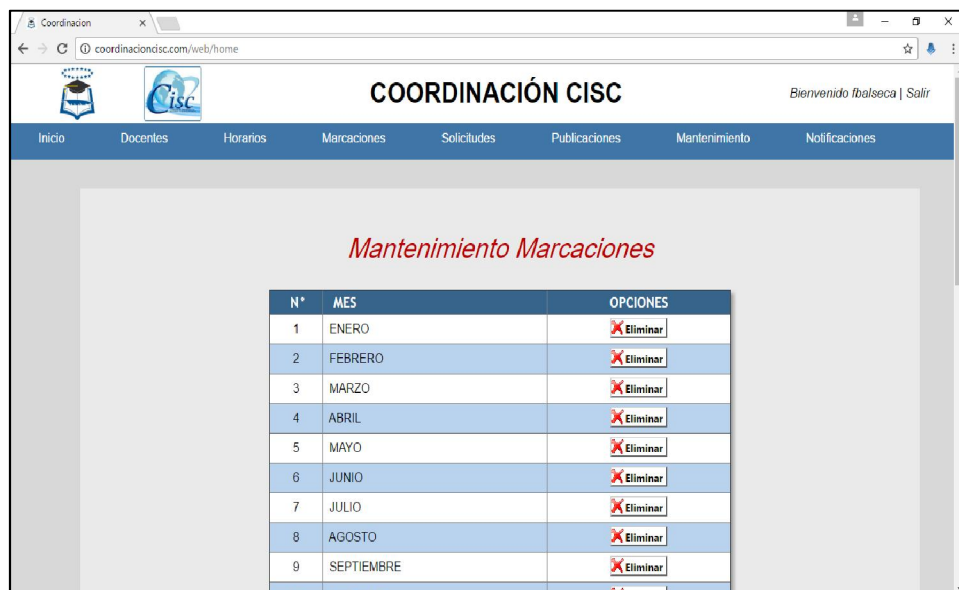 Coordinacion
coordinacioncisc.com/web/home
Cisc
COORDINACIÓN CISC
Bienvenido fbalseca | Salir
Inicio Docentes Horarios Marcaciones Solicitudes Publicaciones Mantenimiento Notificaciones
Mantenimiento Marcaciones
N° MES OPCIONES
1 ENERO Eliminar
2 FEBRERO Eliminar
3 MARZO Eliminar
4 ABRIL Eliminar
5 MAYO Eliminar
6 JUNIO Eliminar
7 JULIO Eliminar
8 AGOSTO Eliminar
9 SEPTIEMBRE Eliminar